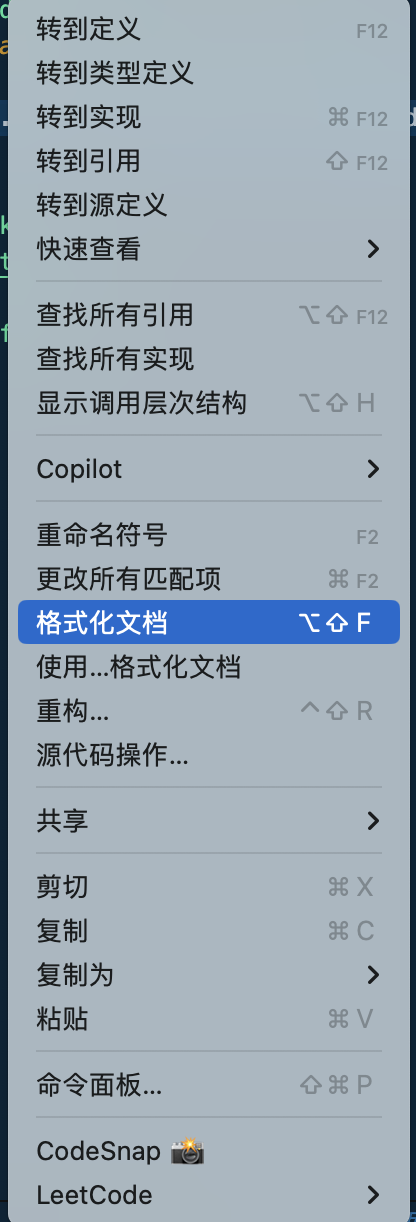 转到定义 F12
转到类型定义
转到实现 ⌘ F12
转到引用 ⇧ F12
转到源定义
快速查看
查找所有引用 ⌥⇧ F12
查找所有实现
显示调用层次结构 ⌥⇧ H
Copilot
重命名符号 F2
更改所有匹配项 ⌘ F2
格式化文档 ⌥⇧ F
使用...格式化文档
重构... ^⇧ R
源代码操作...
共享
剪切 ⌘ X
复制 ⌘ C
复制为
粘贴 ⌘ V
命令面板... ⇧⌘ P
CodeSnap 📸
LeetCode